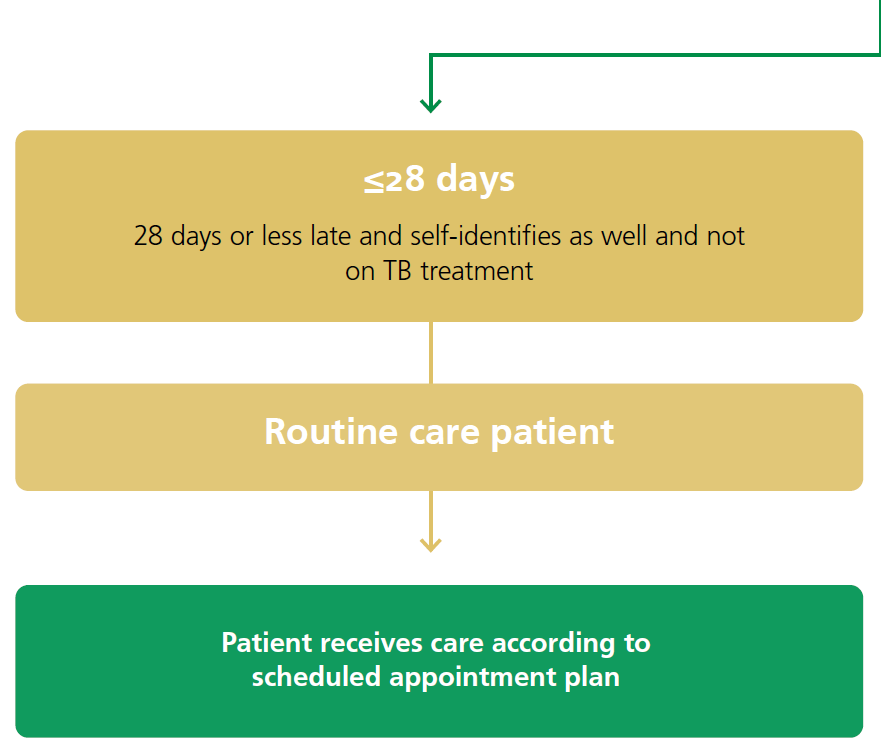 ≤28 days
28 days or less late and self-identifies as well and not
on TB treatment
Routine care patient
Patient receives care according to
scheduled appointment plan